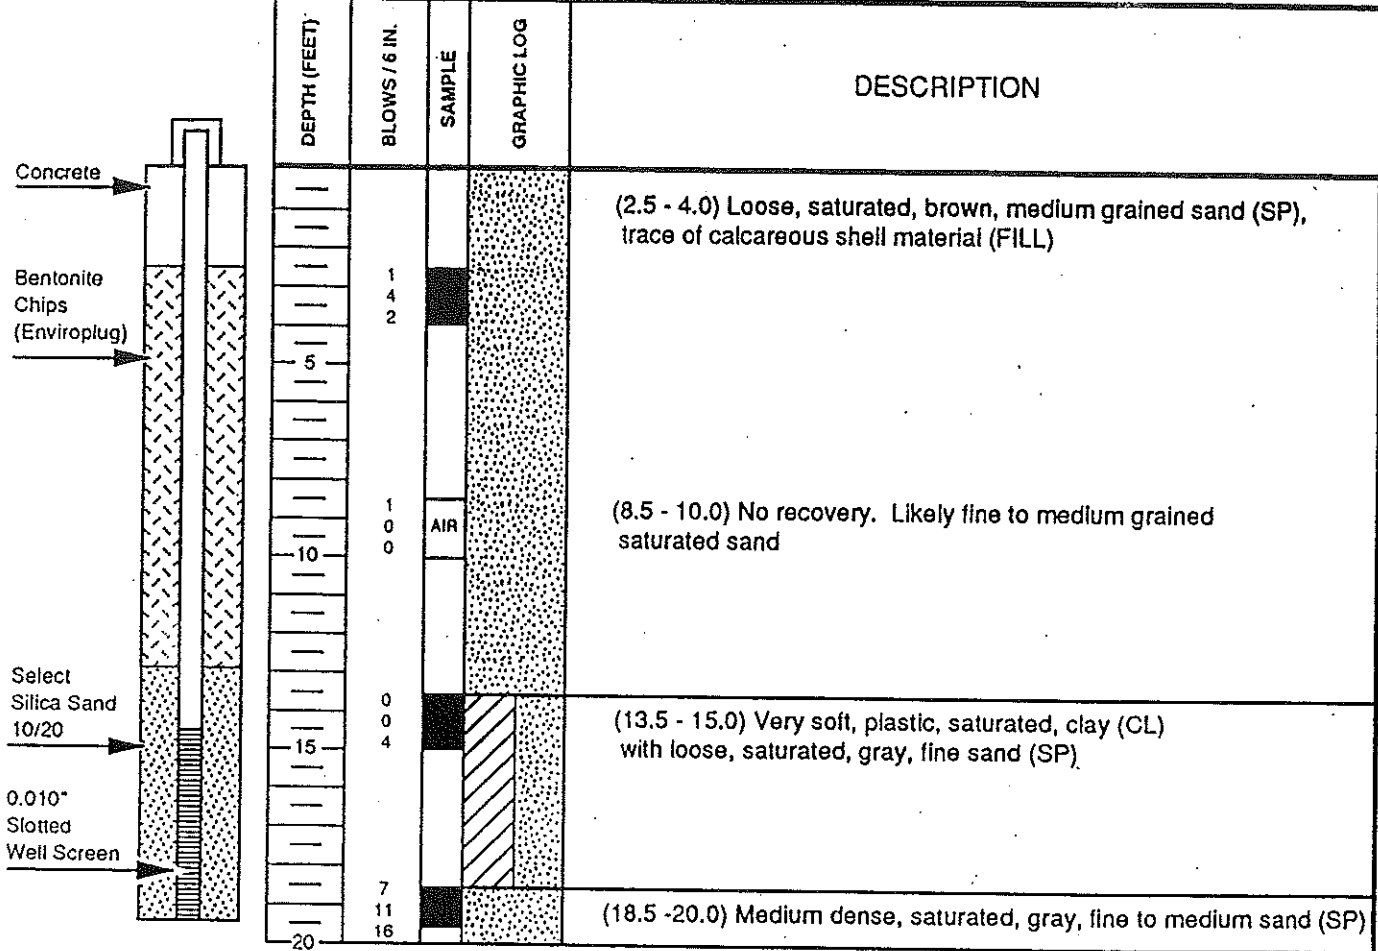 DEPTH (FEET)
BLOWS / 6 IN.
SAMPLE
GRAPHIC LOG
DESCRIPTION
Concrete
Bentonite
Chips
(Enviroplug)
Select
Silica Sand
10/20
0.010"
Slotted
Well Screen
(2.5 - 4.0) Loose, saturated, brown, medium grained sand (SP),
trace of calcareous shell material (FILL)
1
4
2
5
1
0
0
AIR
10
(8.5 - 10.0) No recovery. Likely fine to medium grained
saturated sand
0
0
4
15
(13.5 - 15.0) Very soft, plastic, saturated, clay (CL)
with loose, saturated, gray, fine sand (SP)
7
11
16
20
(18.5 -20.0) Medium dense, saturated, gray, fine to medium sand (SP)